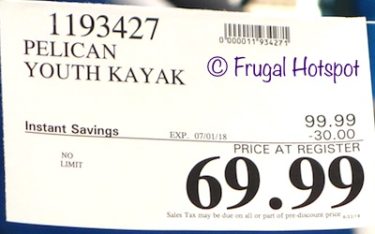 1193427
0000011934271
PELICAN
YOUTH KAYAK
© Frugal Hotspot
99.99
Instant Savings EXP. 07/01/18 -30.00
PRICE AT REGISTER
NO
LIMIT
69.99
Sales Tax may be due on all or part of pre-discount price